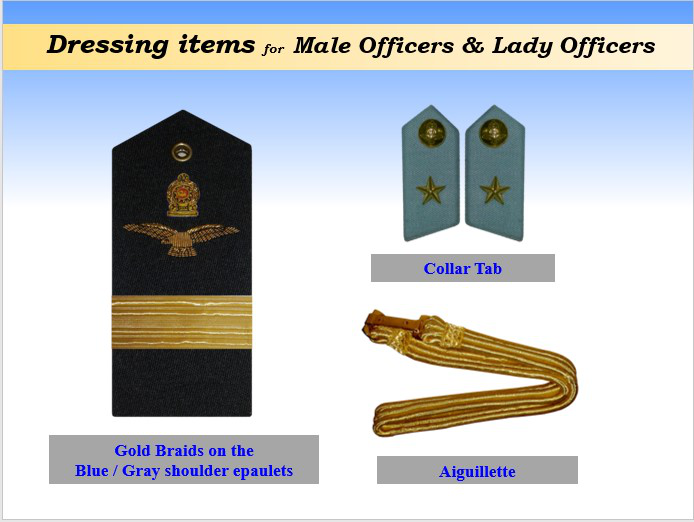 Dressing items for Male Officers & Lady Officers
Collar Tab
Gold Braids on the
Blue / Gray shoulder epaulets
Aiguillette